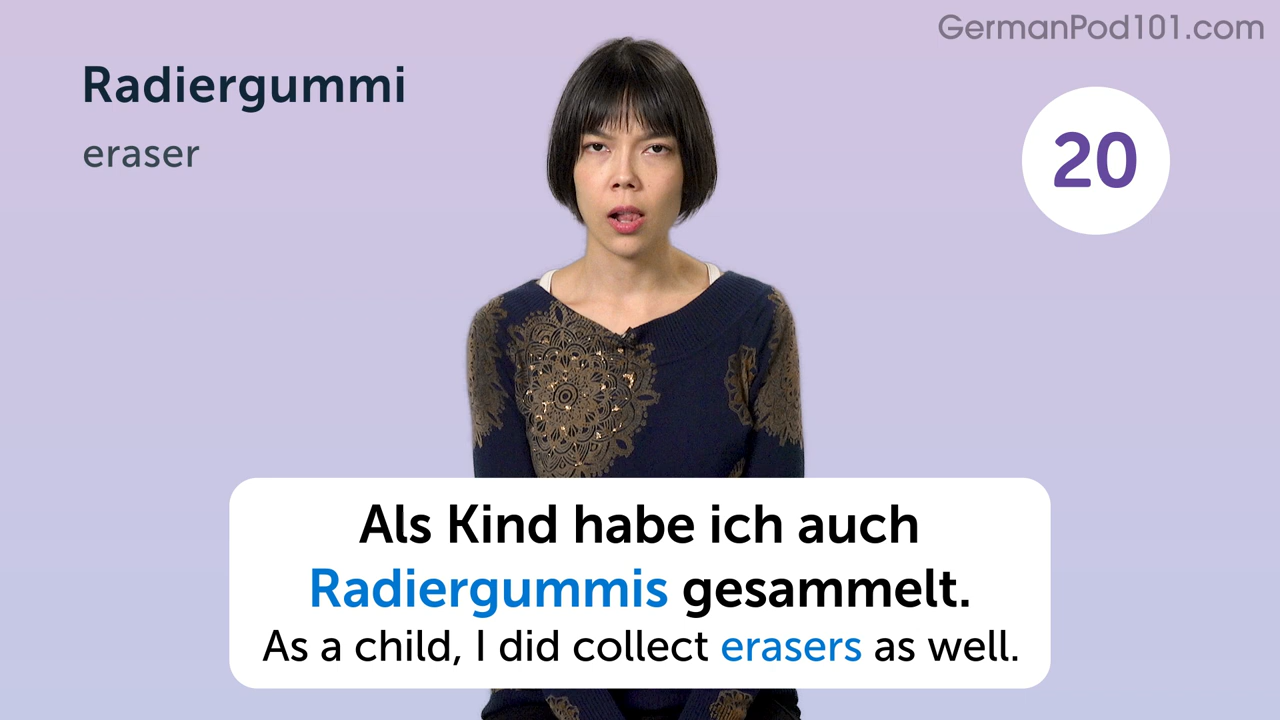 GermanPod101.com
Radiergummi
eraser
20
Als Kind habe ich auch
Radiergummis gesammelt.
As a child, I did collect erasers as well.